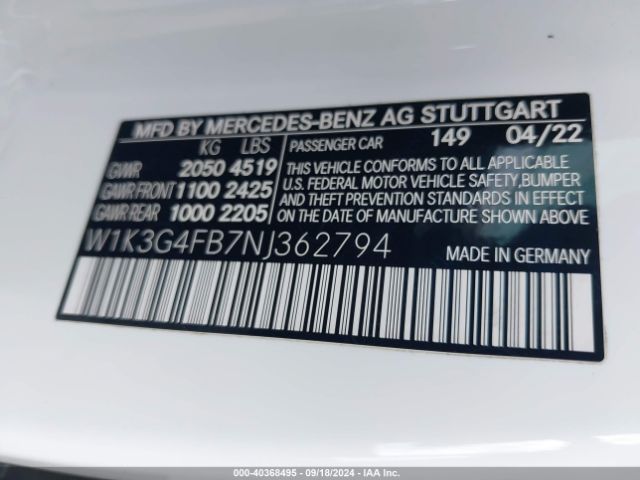 MFD BY MERCEDES-BENZ AG STUTTGART
KG LBS
GVWR 2050 4519
GAWR FRONT 1100 2425
GAWR REAR 1000 2205
PASSENGER CAR 149 04/22
THIS VEHICLE CONFORMS TO ALL APPLICABLE
U.S. FEDERAL MOTOR VEHICLE SAFETY, BUMPER
AND THEFT PREVENTION STANDARDS IN EFFECT
ON THE DATE OF MANUFACTURE SHOWN ABOVE
W1K3G4FB7NJ362794
MADE IN GERMANY
000-40368495 - 09/18/2024 - IAA Inc.